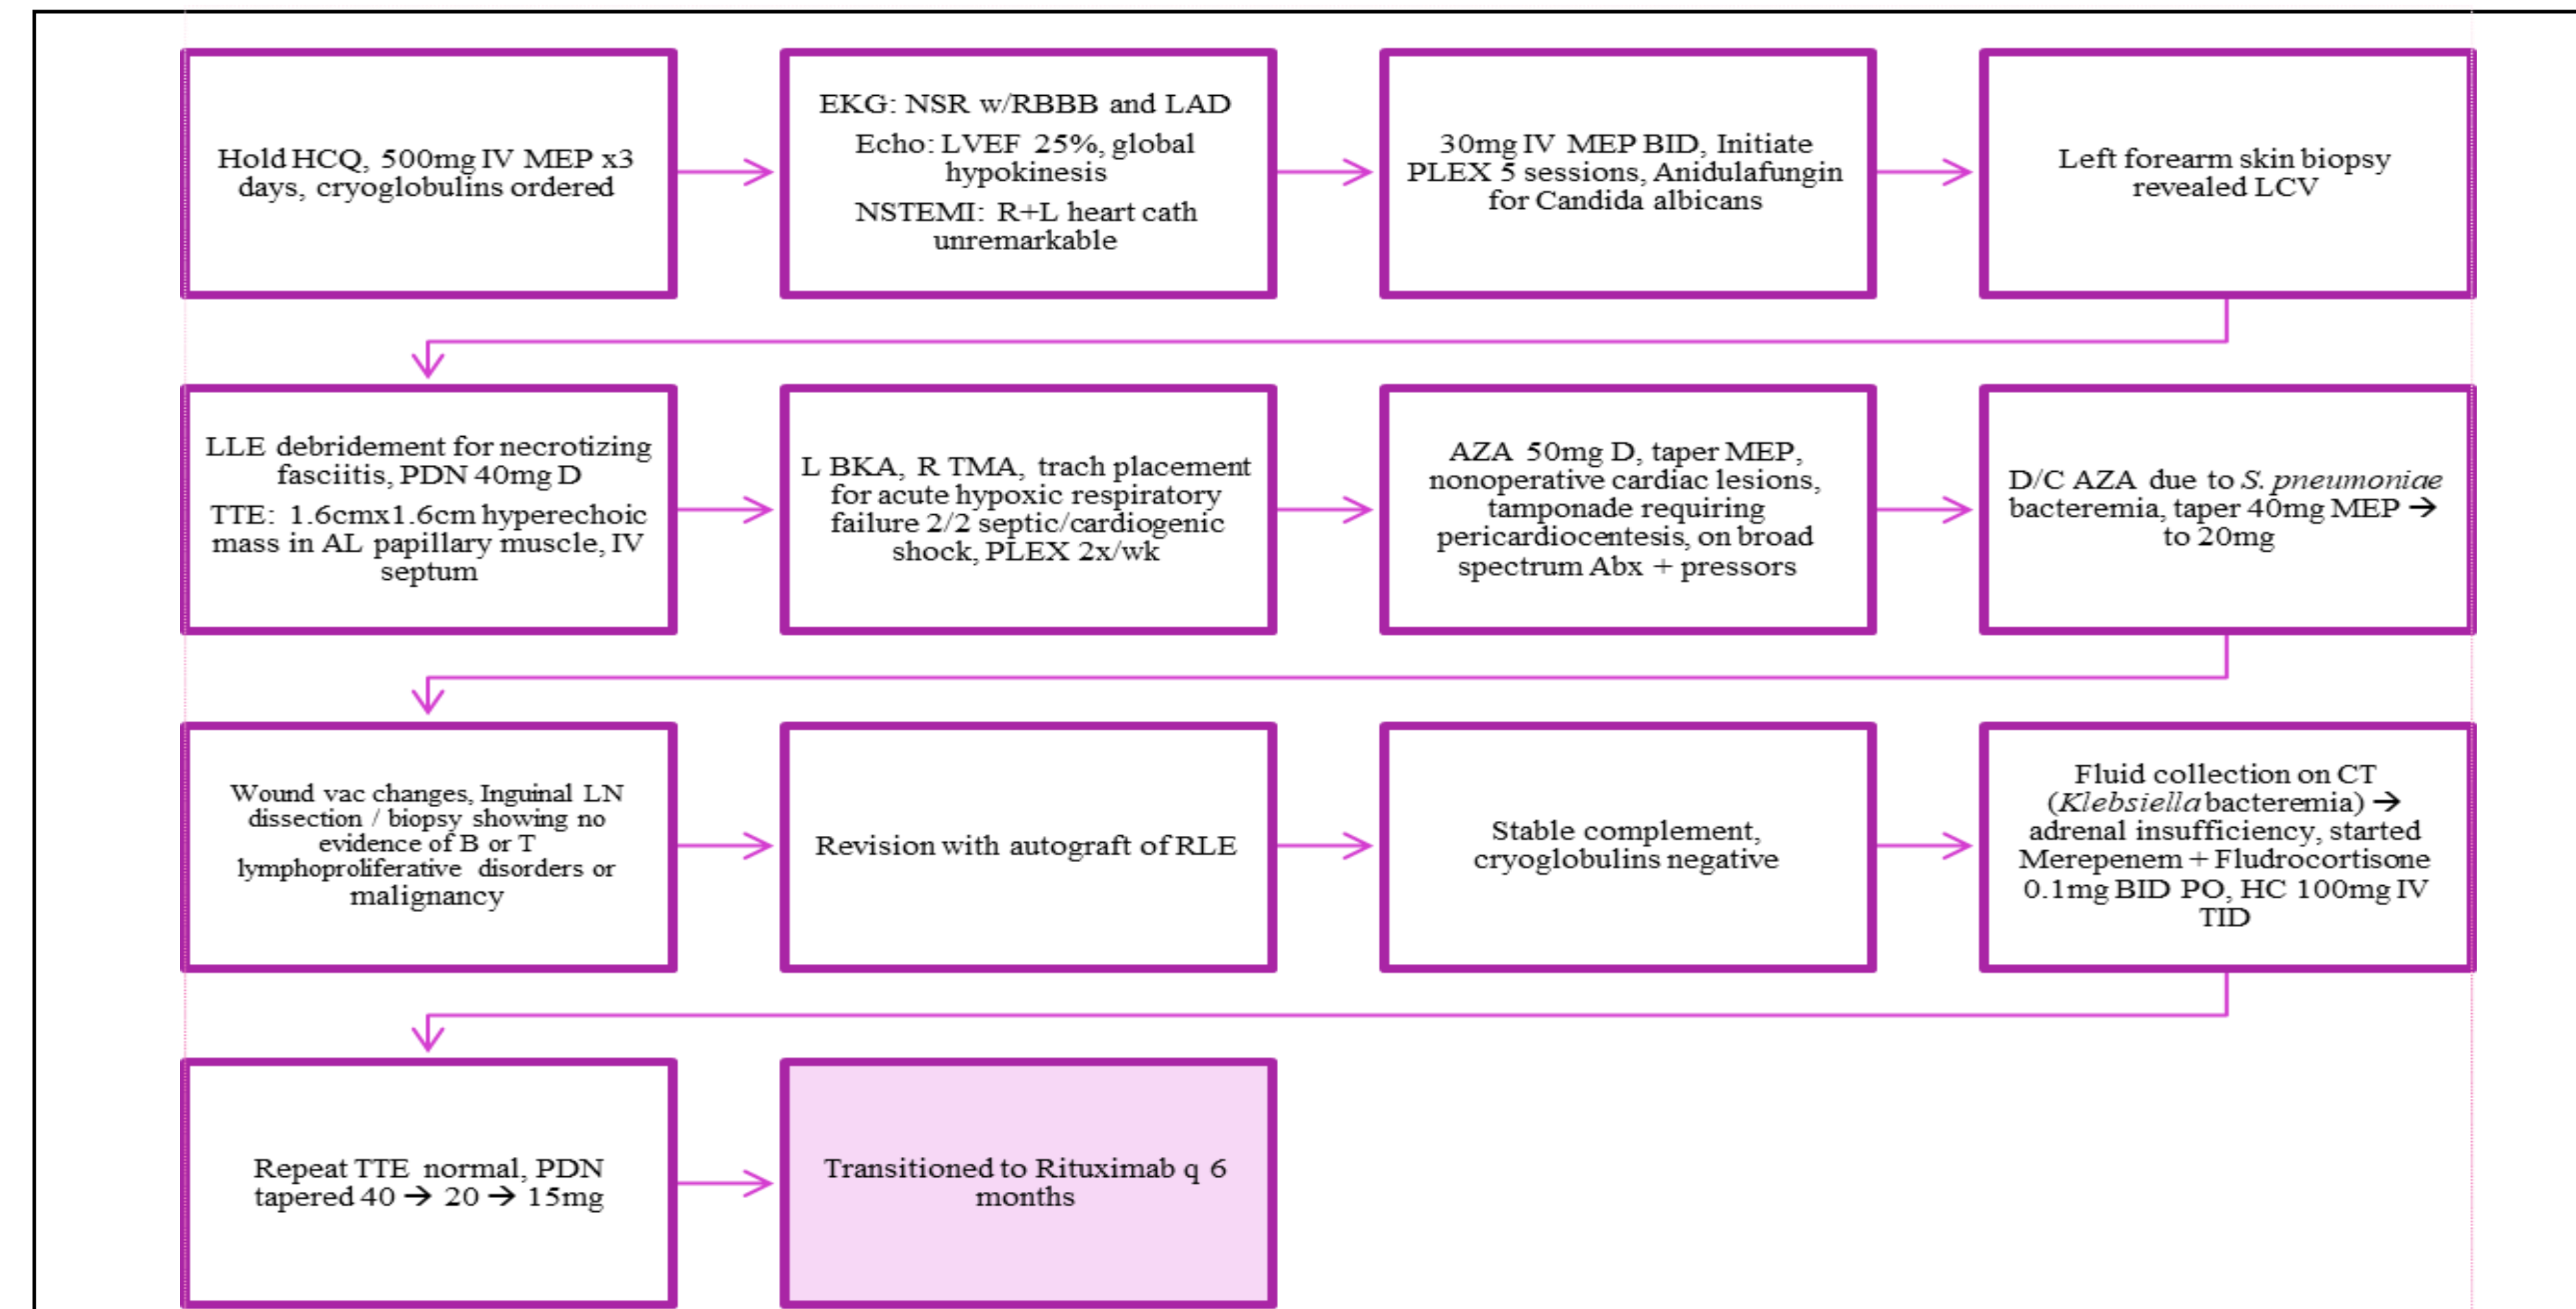 Hold HCQ, 500mg IV MEP x3
days, cryoglobulins ordered
EKG: NSR w/RBBB and LAD
Echo: LVEF 25%, global
hypokinesis
NSTEMI: R+L heart cath
unremarkable
30mg IV MEP BID, Initiate
PLEX 5 sessions, Anidulafungin
for Candida albicans
Left forearm skin biopsy
revealed LCV
LLE debridement for necrotizing
fasciitis, PDN 40mg D
TTE: 1.6cmx1.6cm hyperechoic
mass in AL papillary muscle, IV
septum
L BKA, R TMA, trach placement
for acute hypoxic respiratory
failure 2/2 septic/cardiogenic
shock, PLEX 2x/wk
AZA 50mg D, taper MEP,
nonoperative cardiac lesions,
tamponade requiring
pericardiocentesis, on broad
spectrum Abx + pressors
D/C AZA due to S. pneumoniae
bacteremia, taper 40mg MEP →
to 20mg
Wound vac changes, Inguinal LN
dissection / biopsy showing no
evidence of B or T
lymphoproliferative disorders or
malignancy
Revision with autograft of RLE
Stable complement,
cryoglobulins negative
Fluid collection on CT
(Klebsiella bacteremia) →
adrenal insufficiency, started
Merepenem + Fludrocortisone
0.1mg BID PO, HC 100mg IV
TID
Repeat TTE normal, PDN
tapered 40 → 20 → 15mg
Transitioned to Rituximab q 6
months